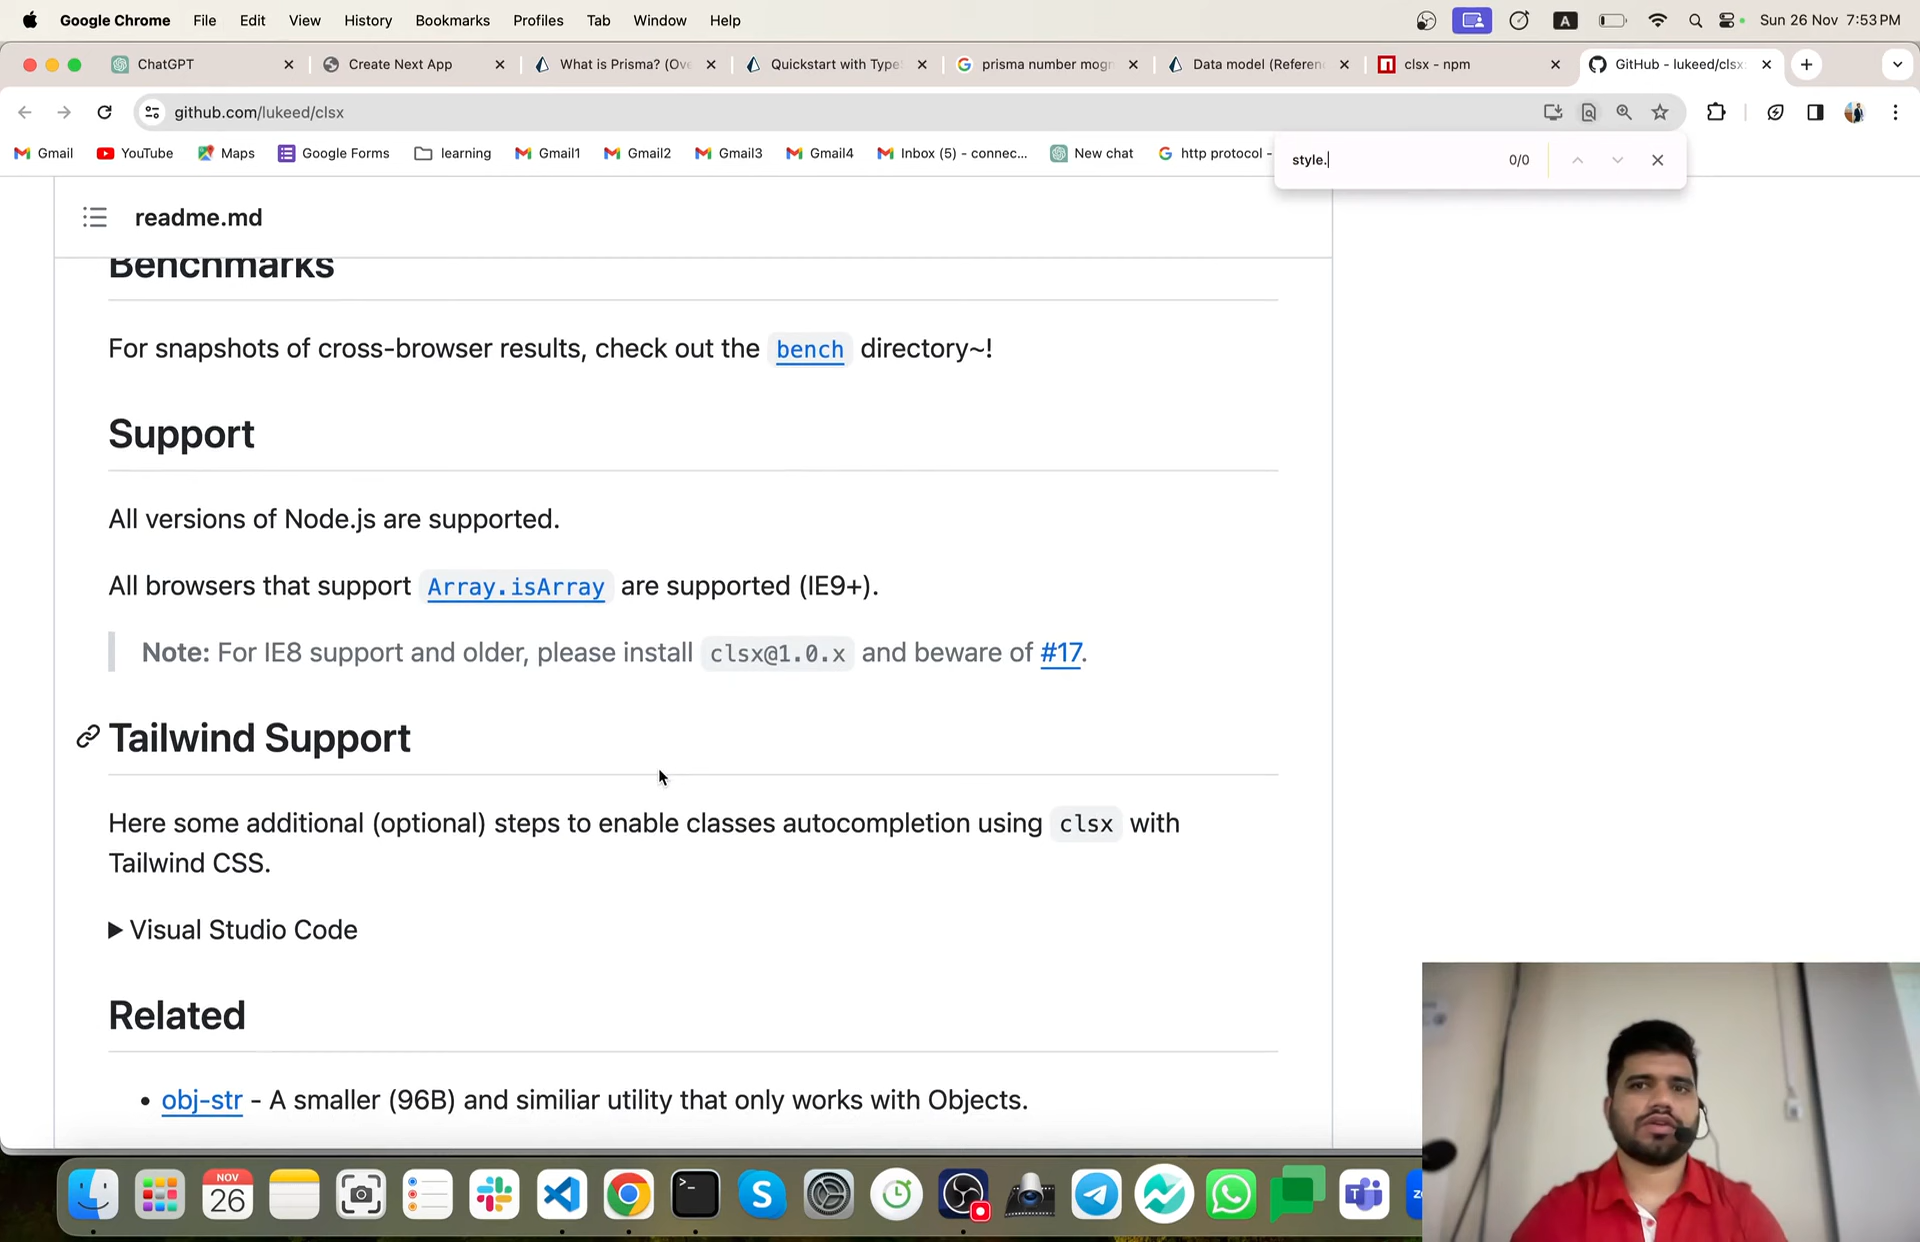 Google Chrome File Edit View History Bookmarks Profiles Tab Window Help
A Sun 26 Nov 7:53 PM
ChatGPT
Create Next App
What is Prisma? (Ov
Quickstart with Type
prisma number mog
Data model (Referen
clsx - npm
GitHub - lukeed/clsx:
github.com/lukeed/clsx
Gmail YouTube Maps Google Forms learning Gmail1 Gmail2 Gmail3 Gmail4 Inbox (5) - connec... New chat http protocol -
style. 0/0
readme.md
Benchmarks
For snapshots of cross-browser results, check out the bench directory~!
Support
All versions of Node.js are supported.
All browsers that support Array.isArray are supported (IE9+).
Note: For IE8 support and older, please install clsx@1.0.x and beware of #17.
Tailwind Support
Here some additional (optional) steps to enable classes autocompletion using clsx with
Tailwind CSS.
Visual Studio Code
Related
• obj-str - A smaller (96B) and similiar utility that only works with Objects.
NOV
26